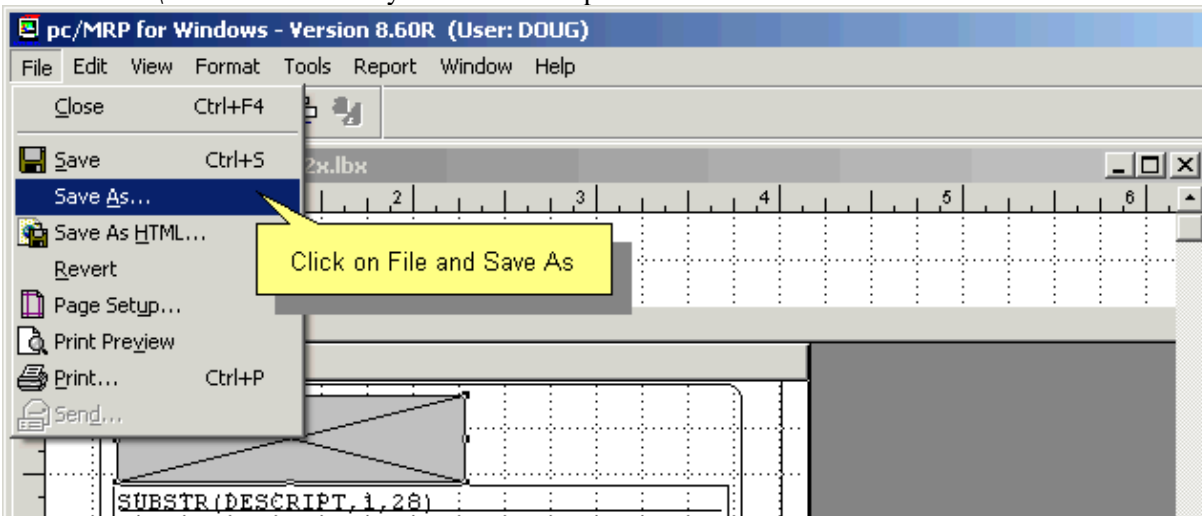 pc/MRP for Windows - Version 8.60R (User: DOUG)
File Edit View Format Tools Report Window Help
Close Ctrl+F4
Save Ctrl+S
2x.lbx
Save As...
2 3 4 5 6
Save As HTML...
Click on File and Save As
Revert
Page Setup...
Print Preview
Print... Ctrl+P
Send...
SUBSTR(DESCRIPT,1,28)